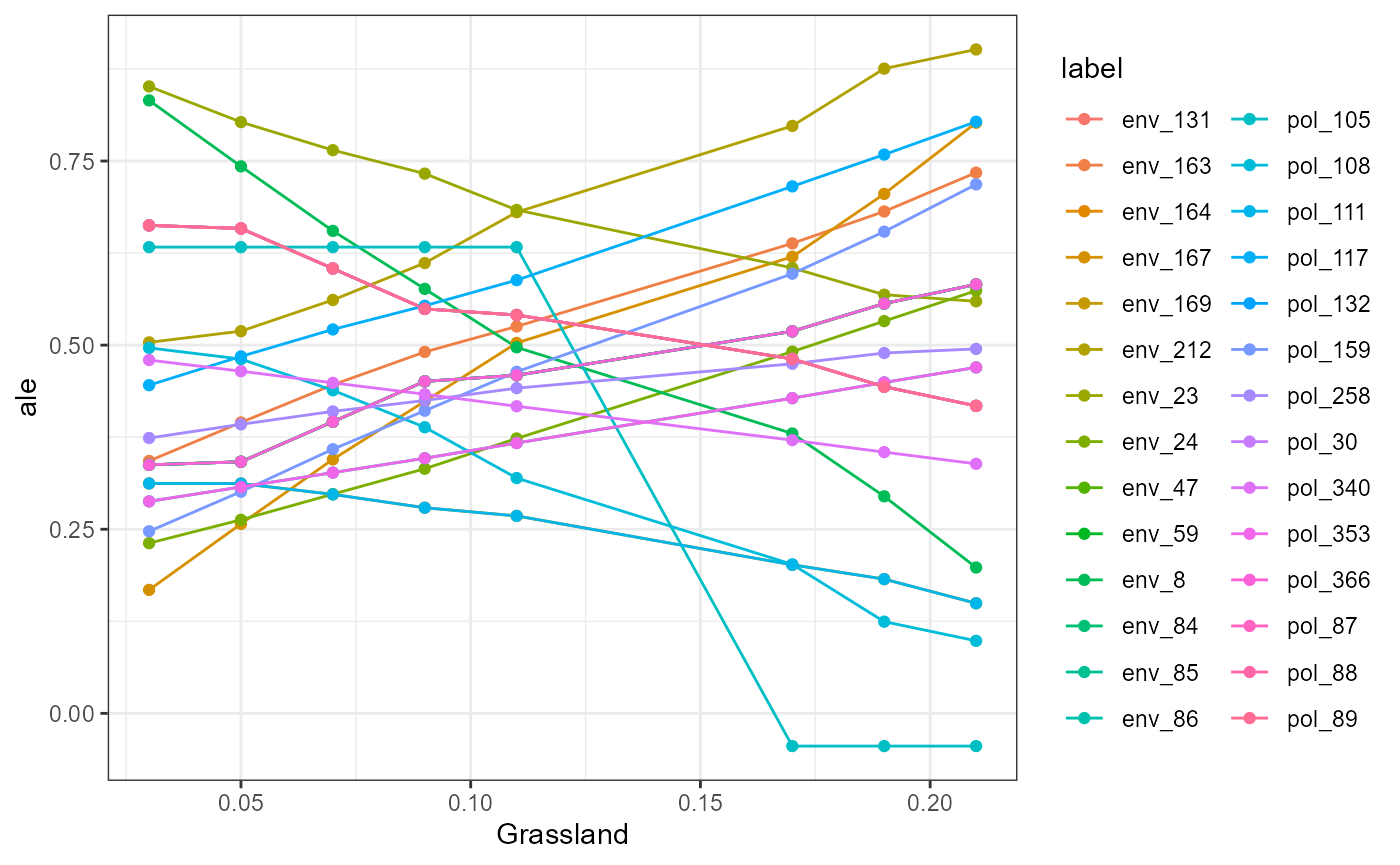 label
env_131
env_163
env_164
env_167
env_169
env_212
env_23
env_24
env_47
env_59
env_8
env_84
env_85
env_86
pol_105
pol_108
pol_111
pol_117
pol_132
pol_159
pol_258
pol_30
pol_340
pol_353
pol_366
pol_87
pol_88
pol_89
ale
0.75
0.50
0.25
0.00
0.05 0.10 0.15 0.20
Grassland